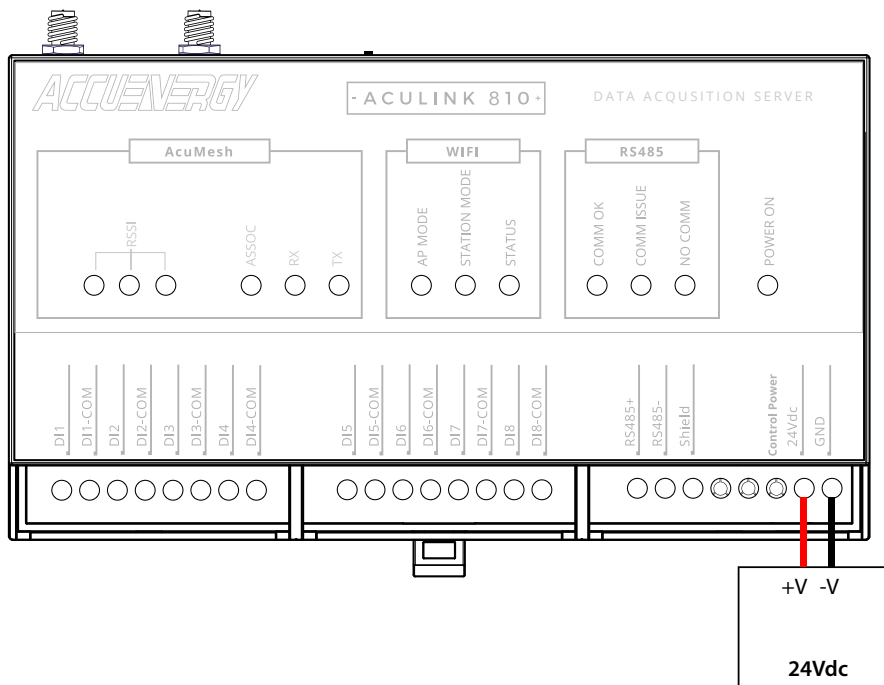 ACCUENERGY
- ACULINK 810 +
DATA ACQUSITION SERVER
AcuMesh
WIFI
RS485
RSSI
ASSOC
RX
TX
AP MODE
STATION MODE
STATUS
COMM OK
COMM ISSUE
NO COMM
POWER ON
DI1
DI1-COM
DI2
DI2-COM
DI3
DI3-COM
DI4
DI4-COM
DI5
DI5-COM
DI6
DI6-COM
DI7
DI7-COM
DI8
DI8-COM
RS485+
RS485-
Shield
Control Power
24Vdc
GND
+V -V
24Vdc